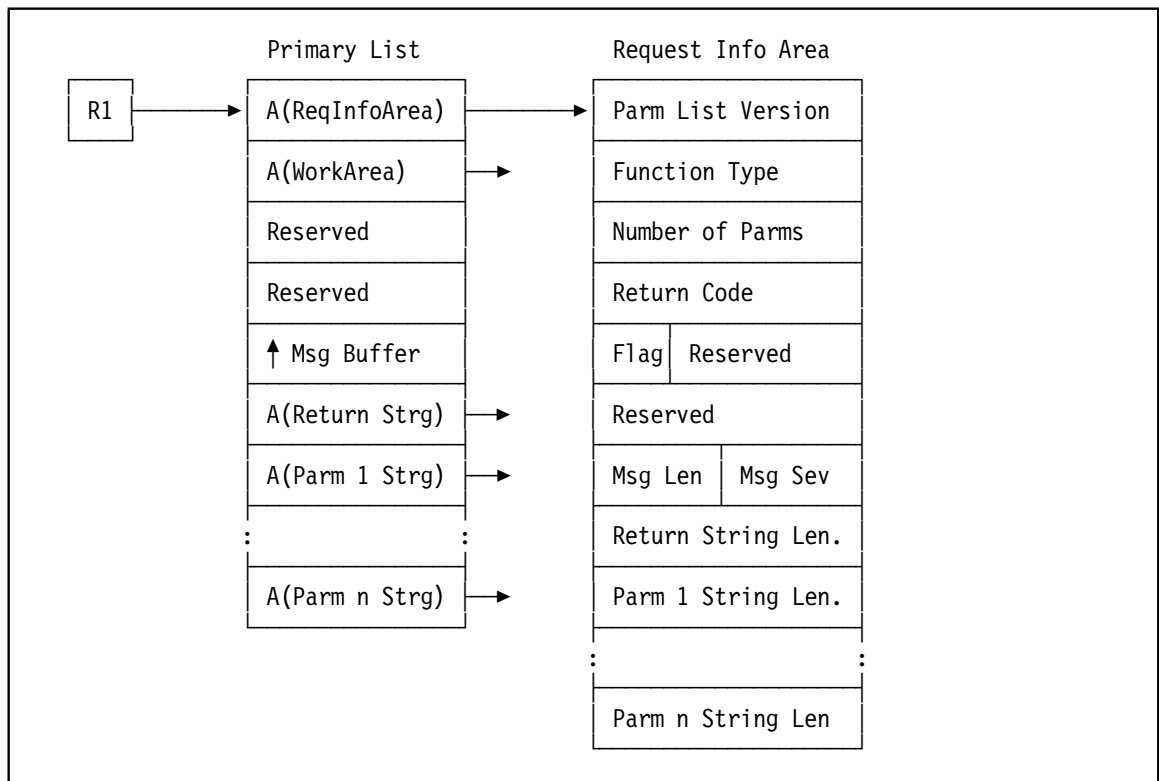 Primary List Request Info Area
R1 A(ReqInfoArea) Parm List Version
A(WorkArea) Function Type
Reserved Number of Parms
Reserved Return Code
↑ Msg Buffer Flag Reserved
A(Return Strg) Reserved
A(Parm 1 Strg) Msg Len Msg Sev
: : Return String Len.
A(Parm n Strg) Parm 1 String Len.
: :
Parm n String Len